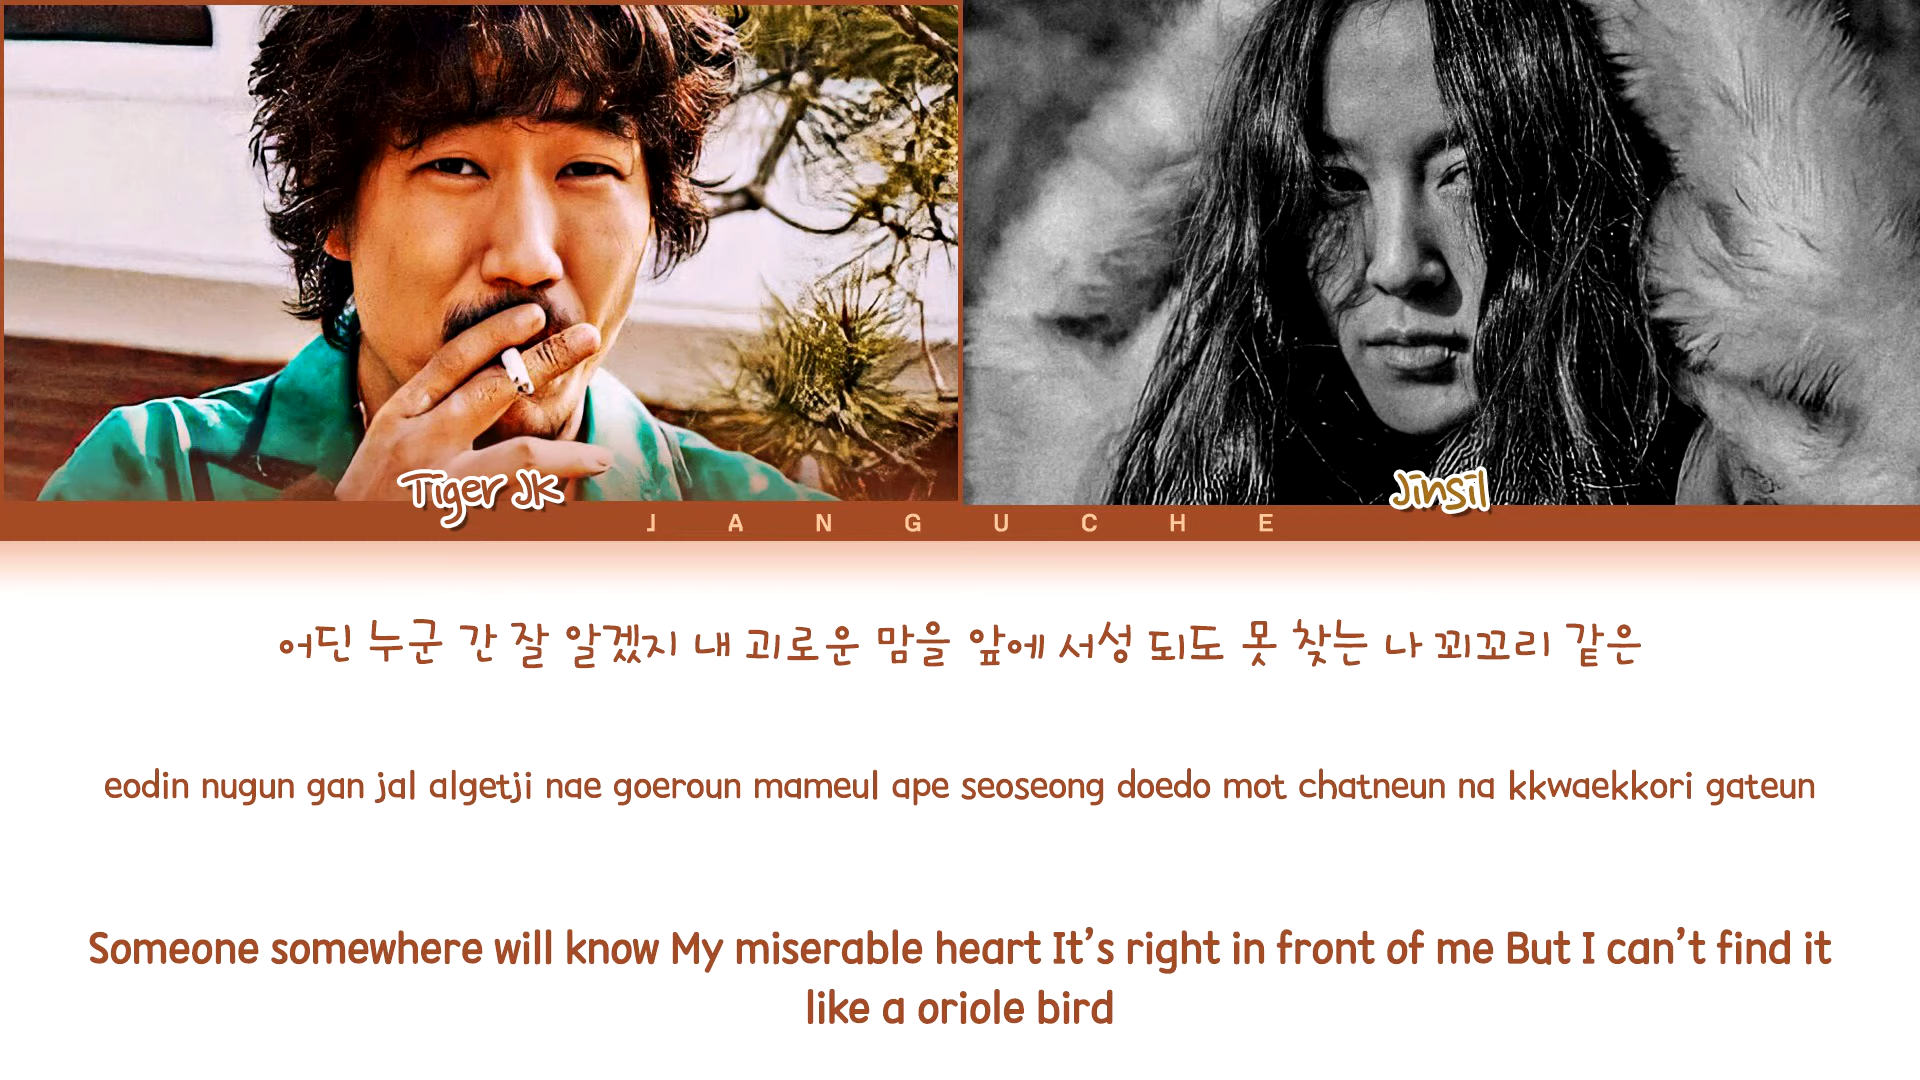 Tiger JK
Jinsil
JANGUCHE
어딘 누군 간 잘 알겠지 내 괴로운 맘을 앞에 서성 되도 못 찾는 나 꾀꼬리 같은
eodin nugun gan jal algetji nae goeroun mameul ape seoseong doedo mot chatneun na kkwaekkori gateun
Someone somewhere will know My miserable heart It’s right in front of me But I can’t find it
like a oriole bird